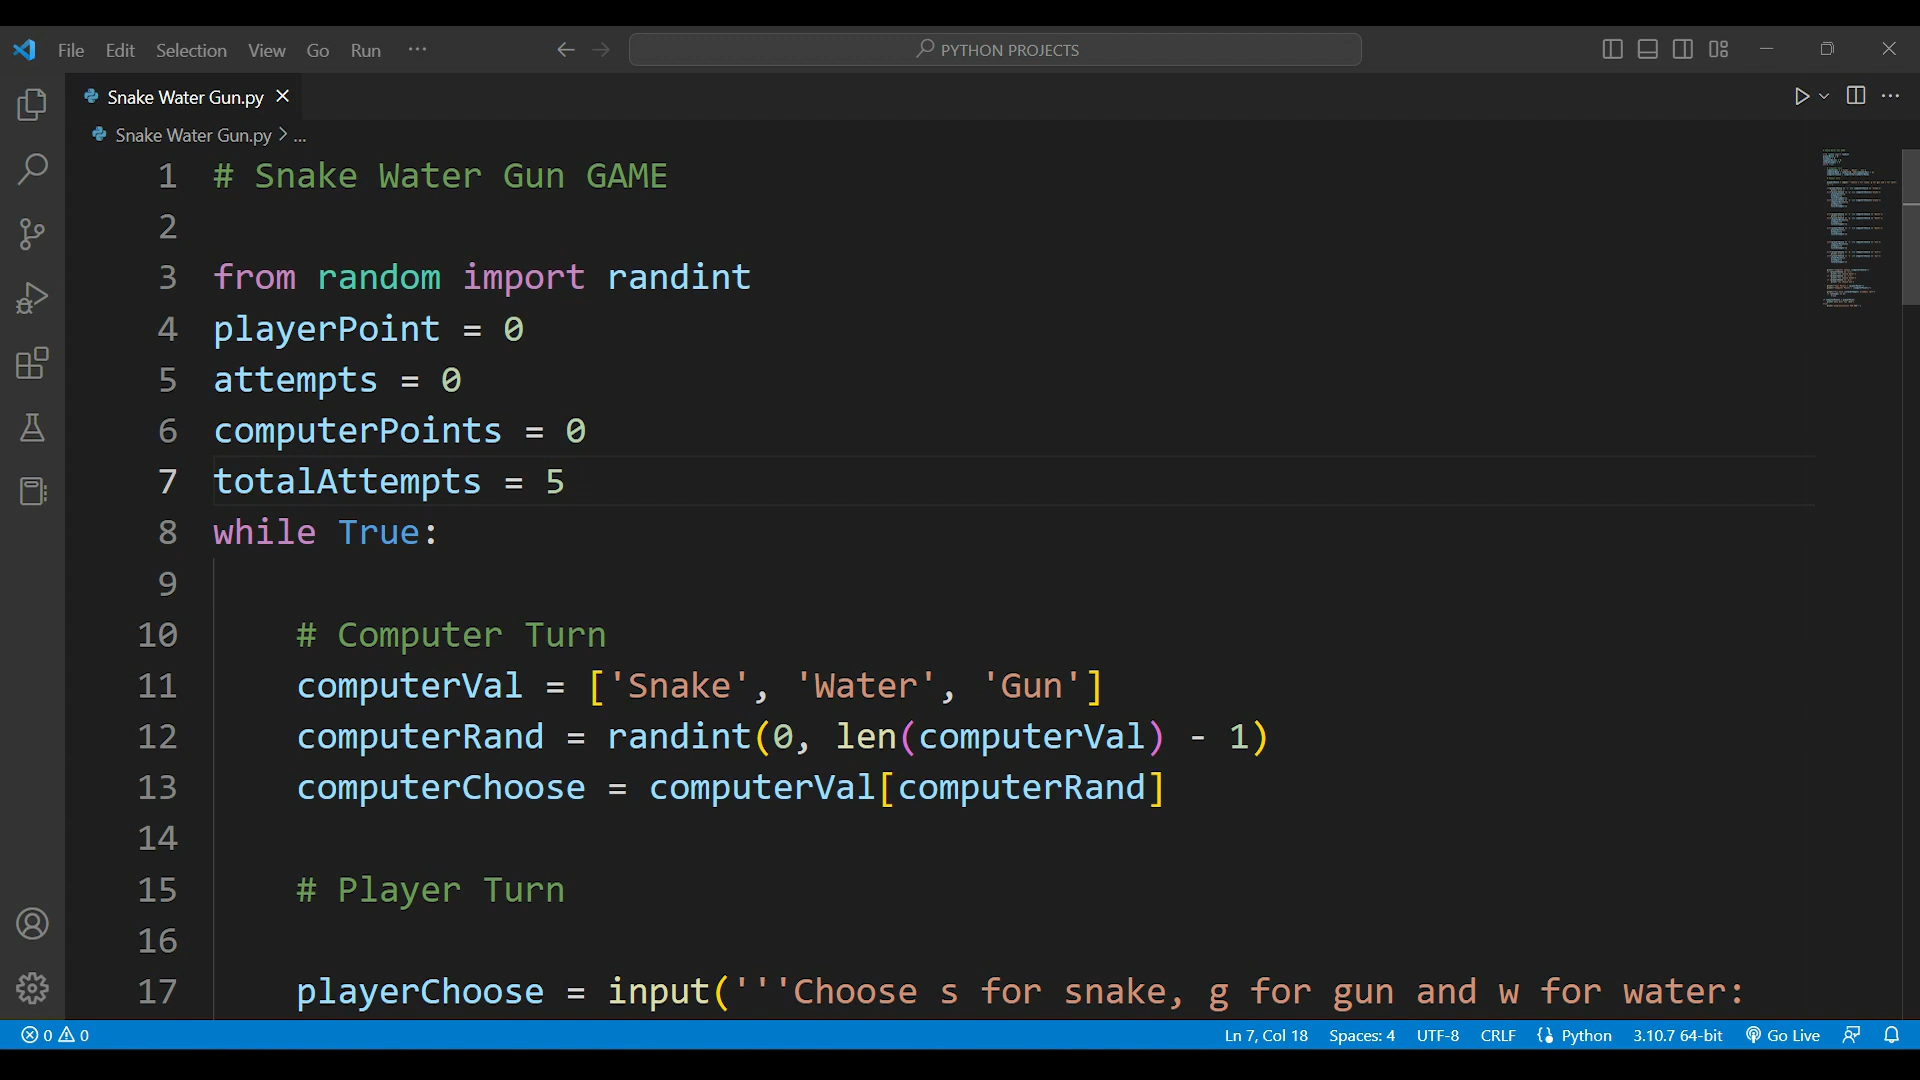 File Edit Selection View Go Run ··· PYTHON PROJECTS
Snake Water Gun.py
Snake Water Gun.py > ...
1 # Snake Water Gun GAME
2
3 from random import randint
4 playerPoint = 0
5 attempts = 0
6 computerPoints = 0
7 totalAttempts = 5
8 while True:
9
10     # Computer Turn
11     computerVal = ['Snake', 'Water', 'Gun']
12     computerRand = randint(0, len(computerVal) - 1)
13     computerChoose = computerVal[computerRand]
14
15     # Player Turn
16
17     playerChoose = input('''Choose s for snake, g for gun and w for water:
0 0 Ln 7, Col 18 Spaces: 4 UTF-8 CRLF Python 3.10.7 64-bit Go Live